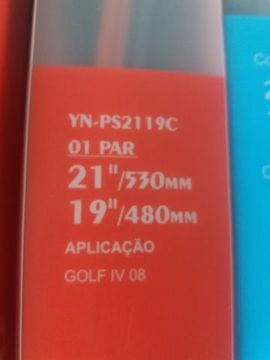 YN-PS2119C
01 PAR
21"/530MM
19"/480MM
APLICAÇÃO
GOLF IV 08